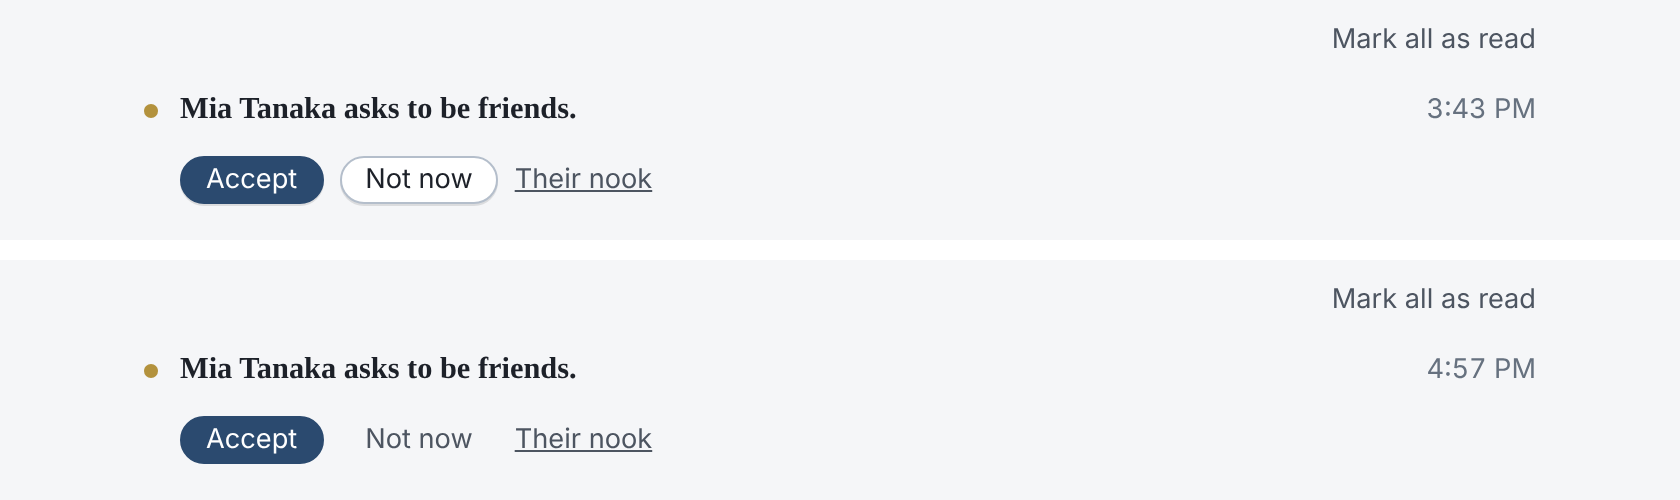 Mark all as read
Mia Tanaka asks to be friends. 3:43 PM
Accept Not now Their nook
Mark all as read
Mia Tanaka asks to be friends. 4:57 PM
Accept Not now Their nook